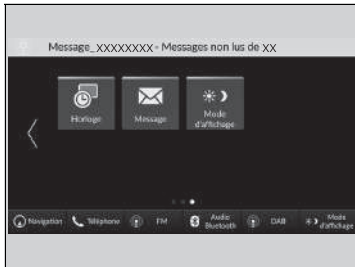 Message_XXXXXXXX - Messages non lus de XX
Horloge
Message
Mode
d'affichage
Navigation
Téléphone
FM
Audio
Bluetooth
DAB
Mode
d'affichage